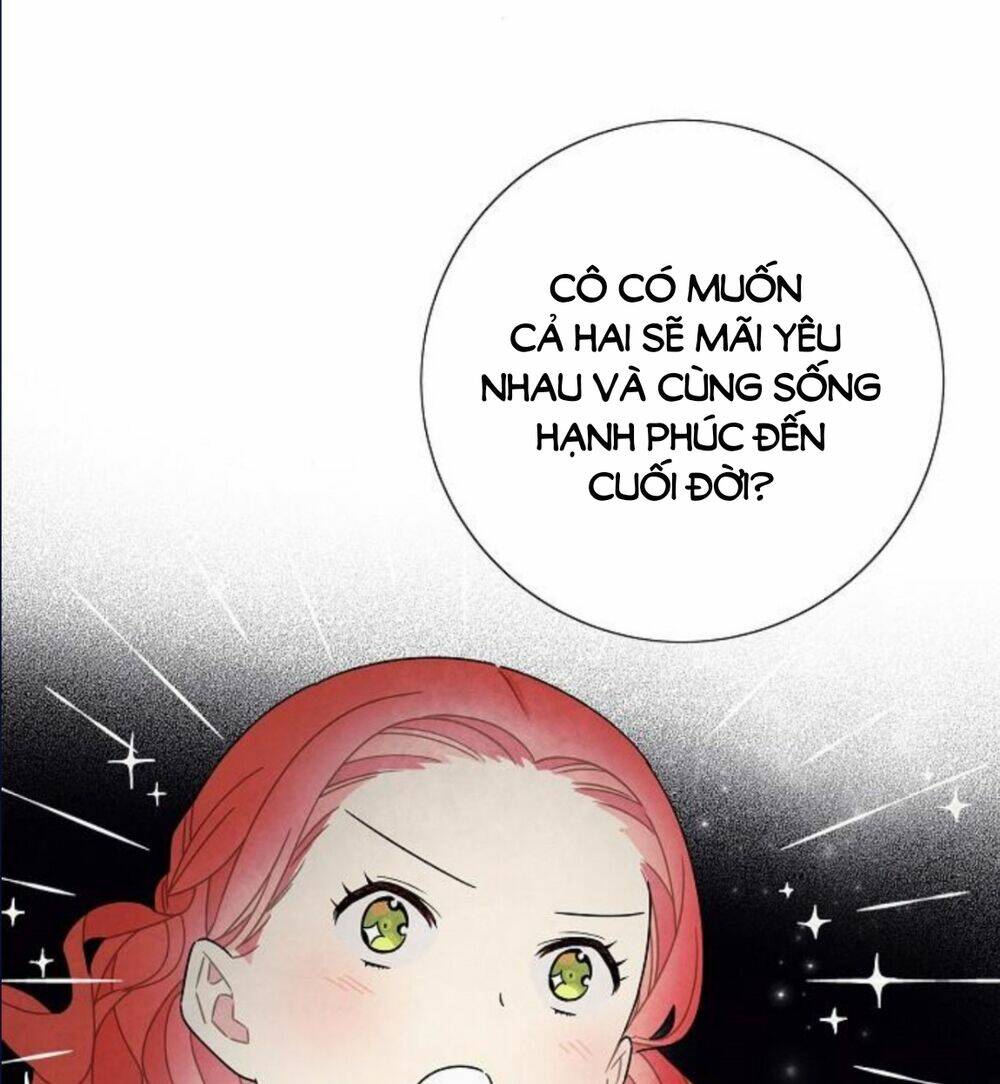 CÔ CÓ MUỐN
CẢ HAI SẼ MÃI YÊU
NHAU VÀ CÙNG SỐNG
HẠNH PHÚC ĐẾN
CUỐI ĐỜI?